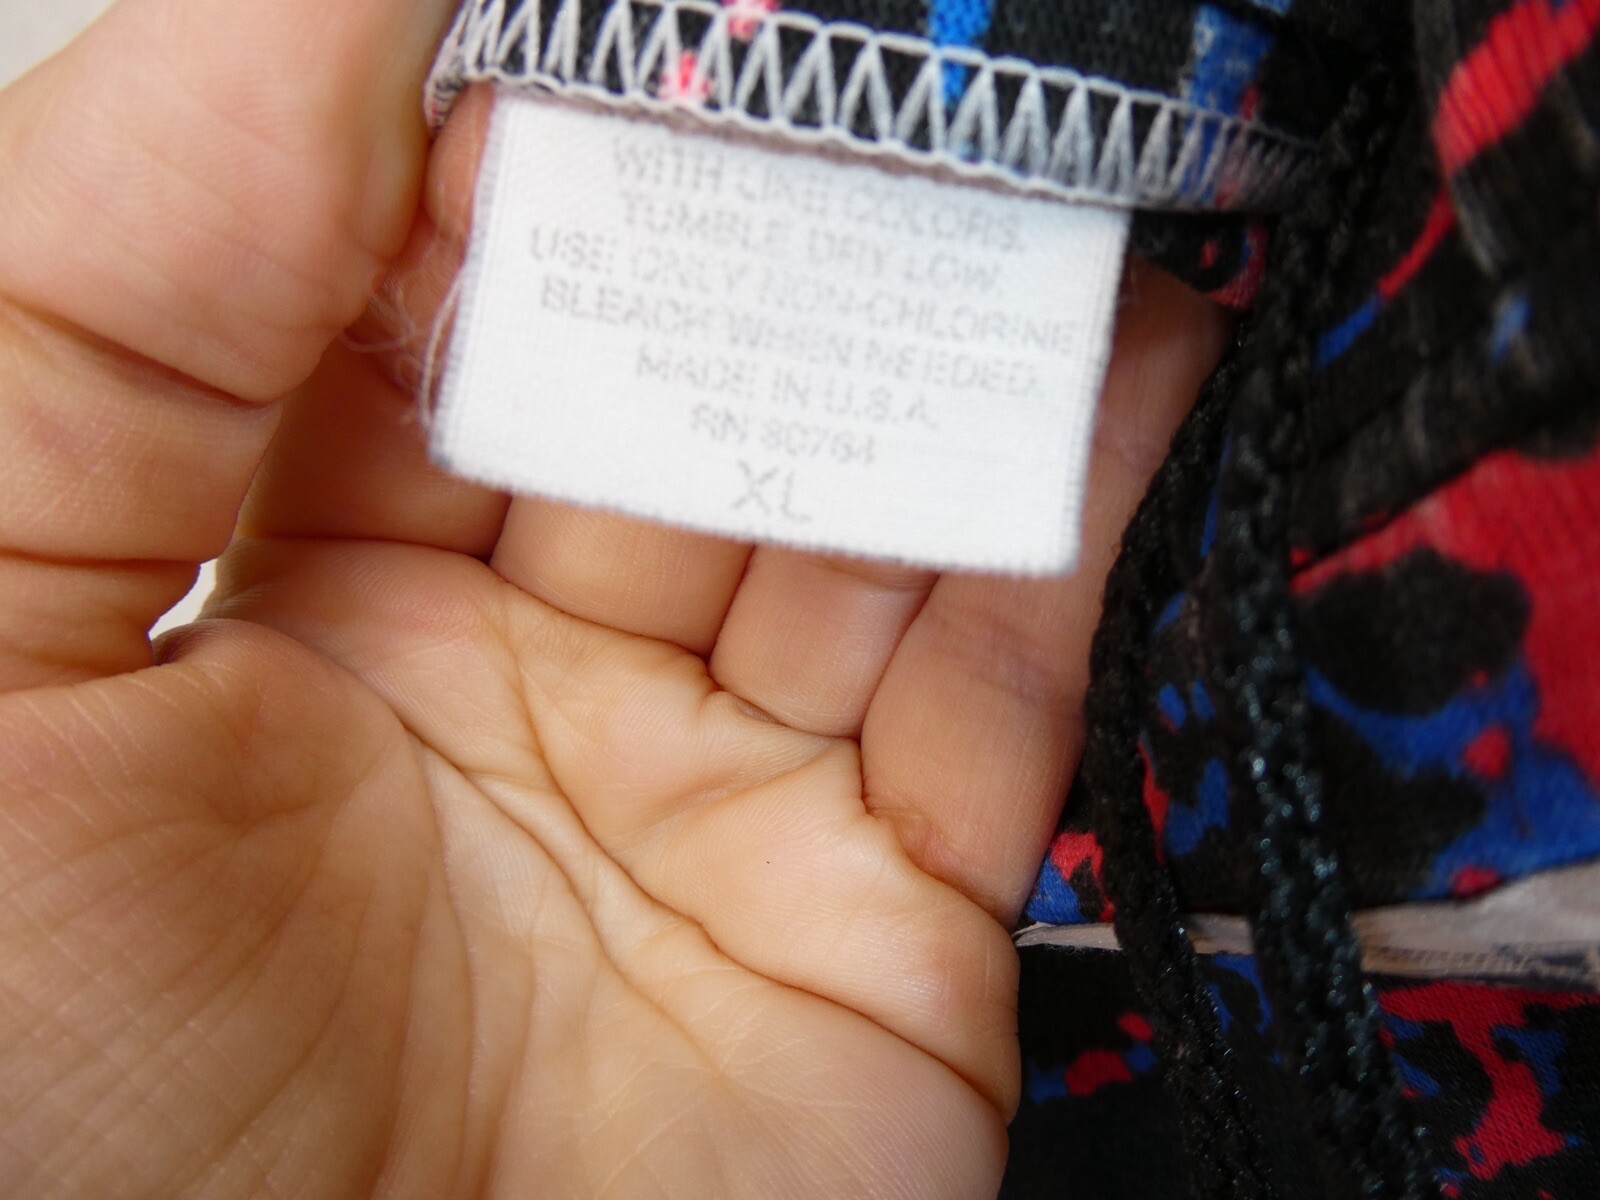 WITH LIKE COLORS.
TUMBLE DRY LOW.
USE ONLY NON-CHLORINE
BLEACH WHEN NEEDED.
MADE IN U.S.A.
RN 80764
XL